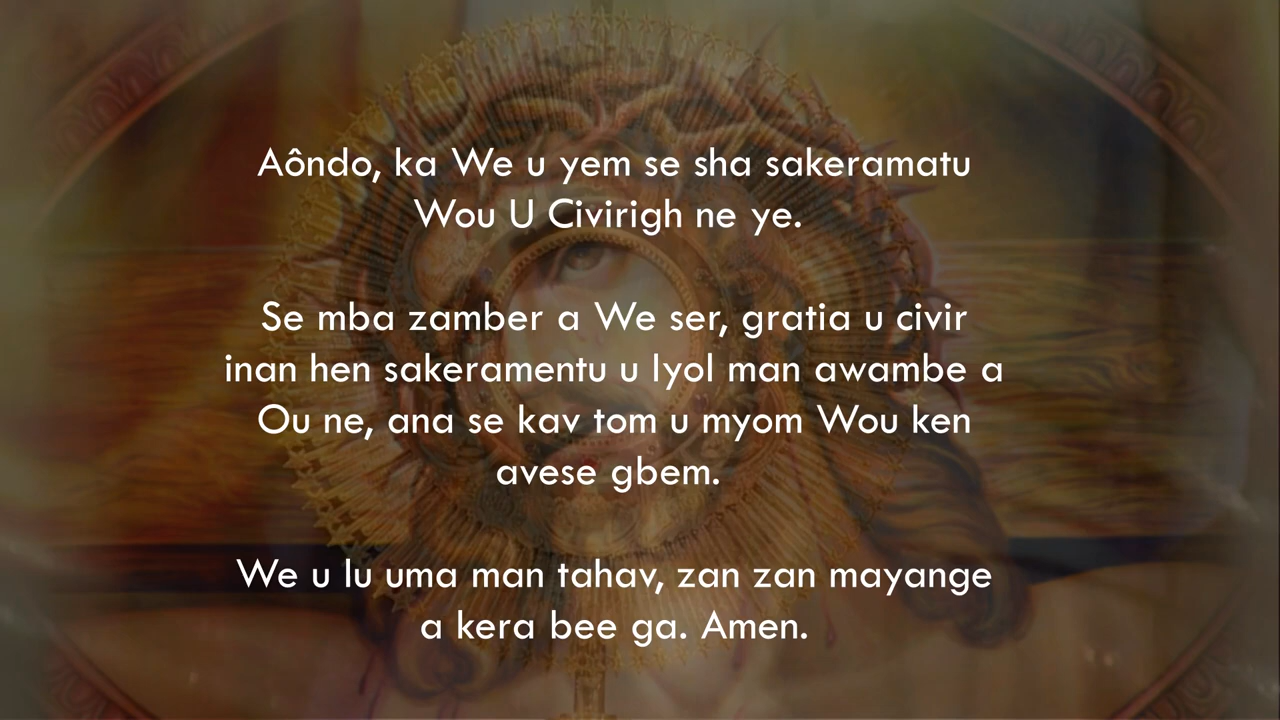 Aôndo, ka We u yem se sha sakeramatu
Wou U Civirigh ne ye.
Se mba zamber a We ser, gratia u civir
inan hen sakeramentu u Iyol man awambe a
Ou ne, ana se kav tom u myom Wou ken
avese gbem.
We u lu uma man tahav, zan zan mayange
a kera bee ga. Amen.